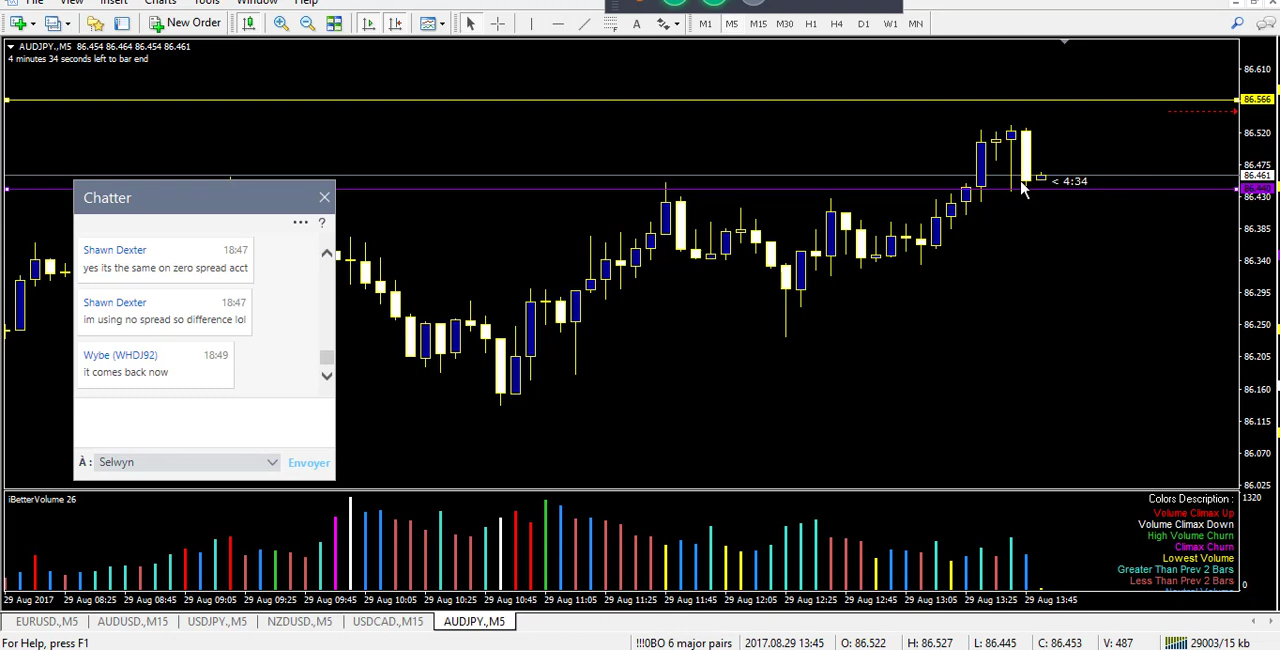 File View Insert Charts Tools Window Help
New Order A M1 M5 M15 M30 H1 H4 D1 W1 MN
AUDJPY.,M5 86.454 86.464 86.454 86.461
4 minutes 34 seconds left to bar end
86.610
86.566
86.520
86.475
86.461
86.440
86.430
86.385
86.340
86.295
86.250
86.205
86.160
86.115
86.070
86.025
< 4:34
Chatter
... ?
Shawn Dexter 18:47
yes its the same on zero spread acct
Shawn Dexter 18:47
im using no spread so difference lol
Wybe (WHDJ92) 18:49
it comes back now
À : Selwyn Envoyer
iBetterVolume 26
Colors Description :
Volume Climax Up
Volume Climax Down
High Volume Churn
Climax Churn
Lowest Volume
Greater Than Prev 2 Bars
Less Than Prev 2 Bars
1320
0
29 Aug 2017 29 Aug 08:25 29 Aug 08:45 29 Aug 09:05 29 Aug 09:25 29 Aug 09:45 29 Aug 10:05 29 Aug 10:25 29 Aug 10:45 29 Aug 11:05 29 Aug 11:25 29 Aug 11:45 29 Aug 12:05 29 Aug 12:25 29 Aug 12:45 29 Aug 13:05 29 Aug 13:25 29 Aug 13:45
EURUSD.,M5 AUDUSD.,M15 USDJPY.,M5 NZDUSD.,M5 USDCAD.,M15 AUDJPY.,M5
For Help, press F1 !!!0BO 6 major pairs 2017.08.29 13:45 O: 86.522 H: 86.527 L: 86.445 C: 86.453 V: 487 29003/15 kb